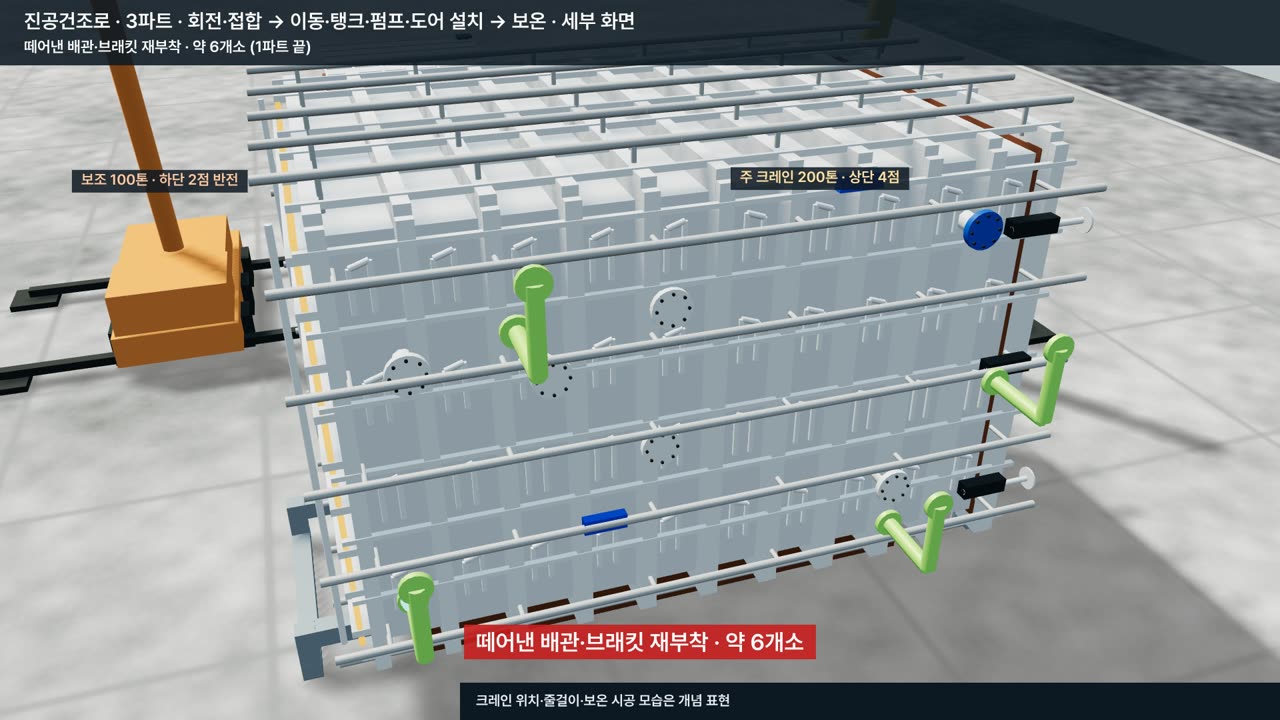 진공건조로 · 3파트 · 회전·접합 → 이동·탱크·펌프·도어 설치 → 보온 · 세부 화면
떼어낸 배관·브래킷 재부착 · 약 6개소 (1파트 끝)
보조 100톤 · 하단 2점 반전
주 크레인 200톤 · 상단 4점
떼어낸 배관·브래킷 재부착 · 약 6개소
크레인 위치·줄걸이·보온 시공 모습은 개념 표현